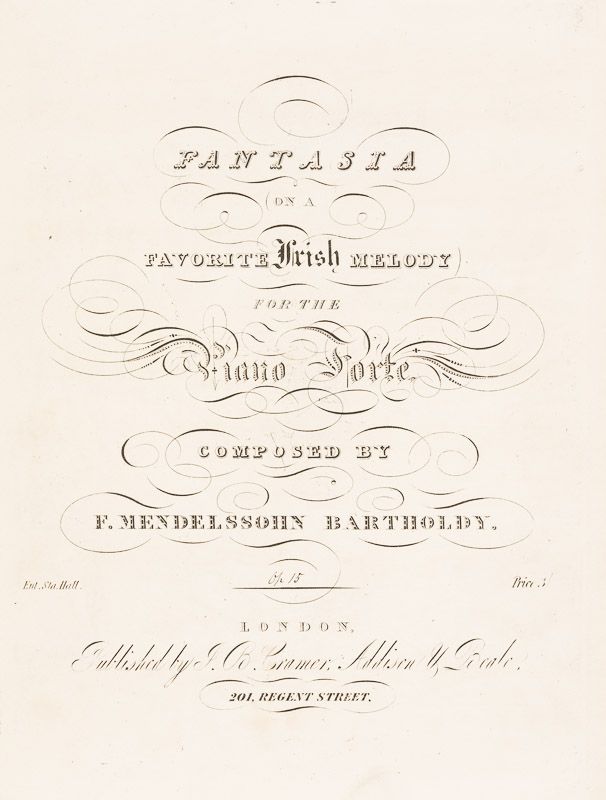 FANTASIA
(ON A
FAVORITE Irish MELODY)
FOR THE
Piano Forte,
COMPOSED BY
F. MENDELSSOHN BARTHOLDY.
Op. 15
Ent. Sta. Hall. Price 3/
LONDON,
Published by J. B. Cramer, Addison & Beale,
201, REGENT STREET.